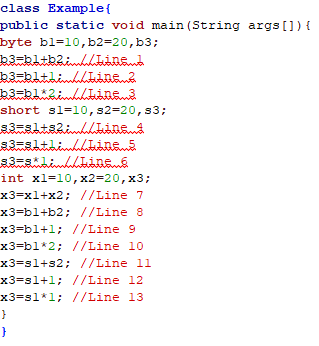 class Example{
public static void main(String args[]){
byte b1=10,b2=20,b3;
b3=b1+b2; //Line 1
b3=b1+1; //Line 2
b3=b1*2; //Line 3
short s1=10,s2=20,s3;
s3=s1+s2; //Line 4
s3=s1+1; //Line 5
s3=s*1; //Line 6
int x1=10,x2=20,x3;
x3=x1+x2; //Line 7
x3=b1+b2; //Line 8
x3=b1+1; //Line 9
x3=b1*2; //Line 10
x3=s1+s2; //Line 11
x3=s1+1; //Line 12
x3=s1*1; //Line 13
}
}